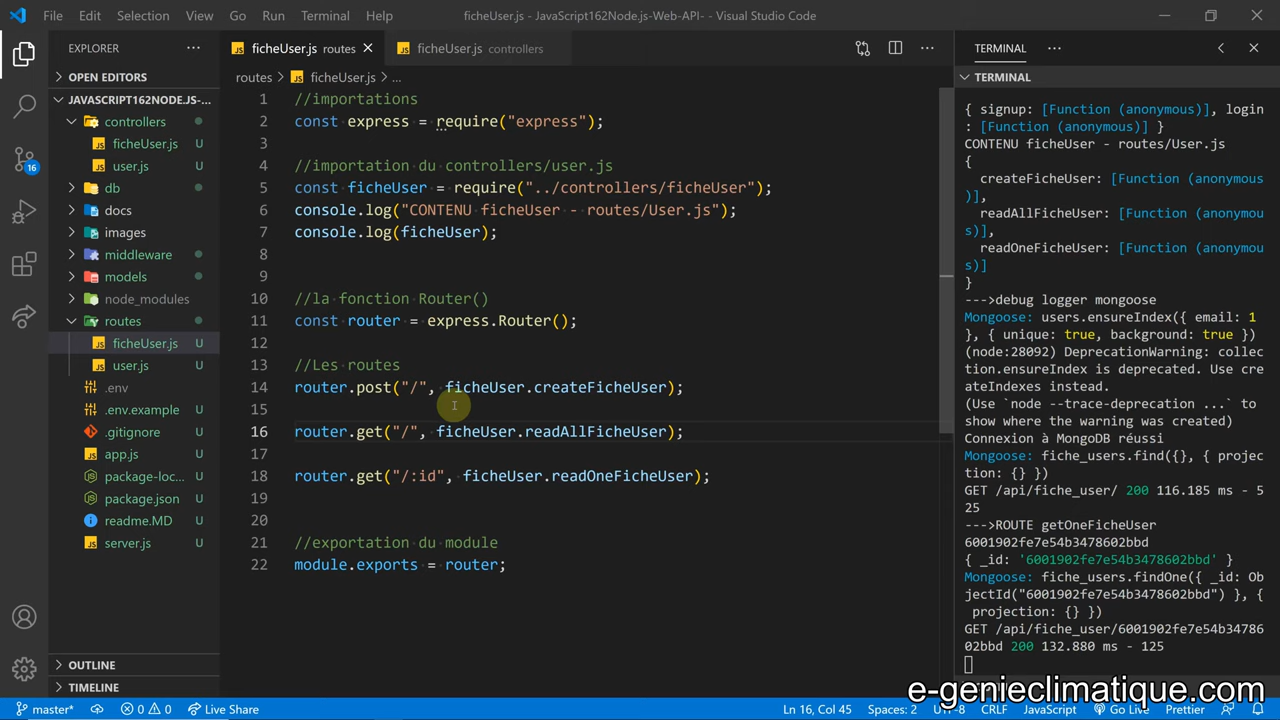 File Edit Selection View Go Run Terminal Help
ficheUser.js - JavaScript162Node.js-Web-API- - Visual Studio Code
EXPLORER
OPEN EDITORS
JAVASCRIPT162NODE.JS-...
controllers
ficheUser.js U
user.js U
db
docs
images
middleware
models
node_modules
routes
ficheUser.js U
user.js U
.env
.env.example U
.gitignore U
app.js U
package-loc... U
package.json U
readme.MD U
server.js U
OUTLINE
TIMELINE
16
JS ficheUser.js routes
JS ficheUser.js controllers
routes > JS ficheUser.js > ...
1 //importations
2 const express = require("express");
3
4 //importation du controllers/user.js
5 const ficheUser = require("../controllers/ficheUser");
6 console.log("CONTENU ficheUser - routes/User.js");
7 console.log(ficheUser);
8
9
10 //la fonction Router()
11 const router = express.Router();
12
13 //Les routes
14 router.post("/", ficheUser.createFicheUser);
15
16 router.get("/", ficheUser.readAllFicheUser);
17
18 router.get("/:id", ficheUser.readOneFicheUser);
19
20
21 //exportation du module
22 module.exports = router;
TERMINAL
TERMINAL
{ signup: [Function (anonymous)], login
: [Function (anonymous)] }
CONTENU ficheUser - routes/User.js
{
createFicheUser: [Function (anonymou
s)],
readAllFicheUser: [Function (anonymou
s)],
readOneFicheUser: [Function (anonymou
s)]
}
--->debug logger mongoose
Mongoose: users.ensureIndex({ email: 1
}, { unique: true, background: true })
(node:28092) DeprecationWarning: collec
tion.ensureIndex is deprecated. Use cre
ateIndexes instead.
(Use `node --trace-deprecation ...` to
show where the warning was created)
Connexion à MongoDB réussi
Mongoose: fiche_users.find({}, { projec
tion: {} })
GET /api/fiche_user/ 200 116.185 ms - 5
25
--->ROUTE getOneFicheUser
6001902fe7e54b3478602bbd
{ _id: '6001902fe7e54b3478602bbd' }
Mongoose: fiche_users.findOne({ _id: Ob
jectId("6001902fe7e54b3478602bbd") }, {
projection: {} })
GET /api/fiche_user/6001902fe7e54b34786
02bbd 200 132.880 ms - 125
e-genieclimatique.com
master* 0 0 Live Share
Ln 16, Col 45 Spaces: 2 UTF-8 CRLF JavaScript Go Live Prettier